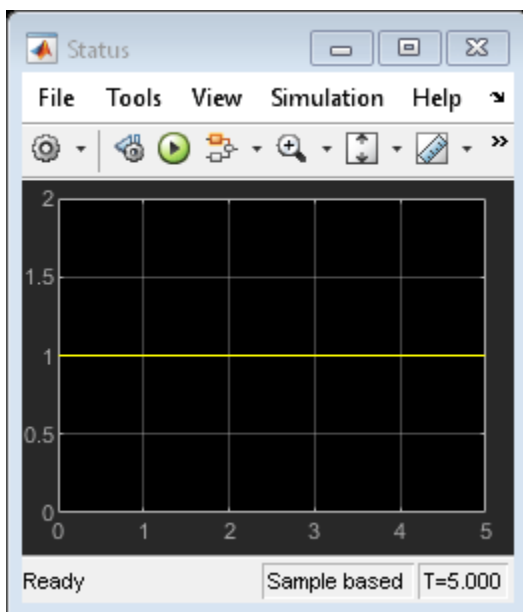 Status
File Tools View Simulation Help
2
1.5
1
0.5
0
0 1 2 3 4 5
Ready Sample based T=5.000